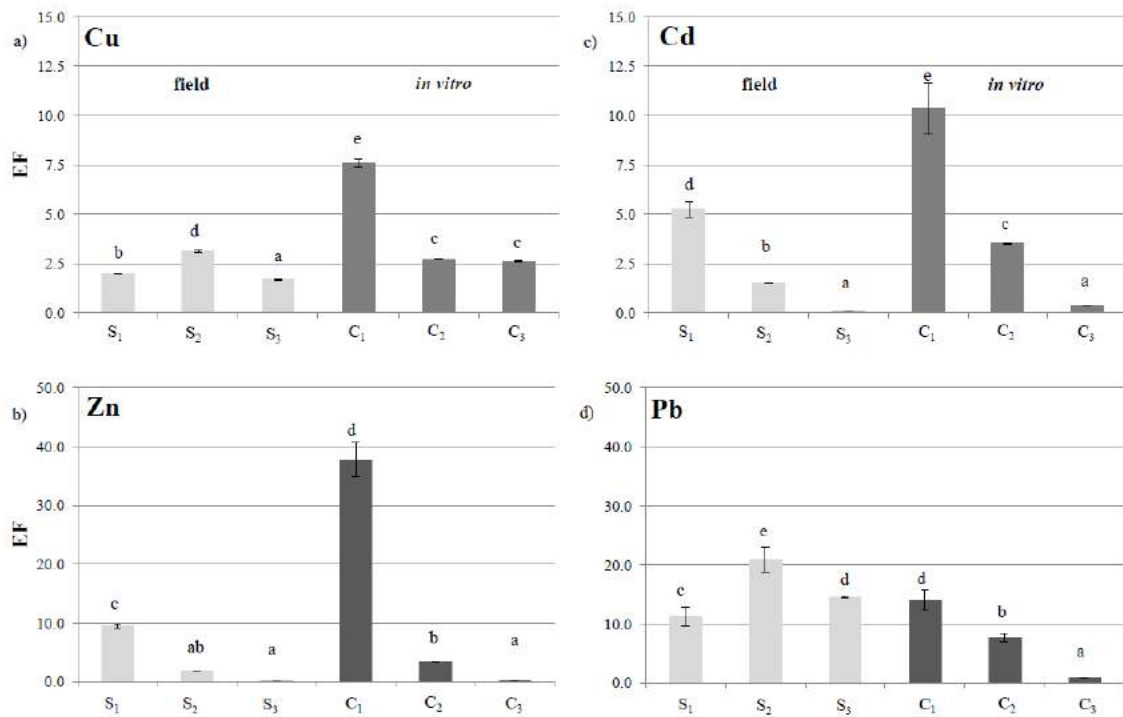 a) Cu
15.0
12.5
10.0
7.5
5.0
2.5
0.0
EF
field in vitro
b d a e c c
S₁ S₂ S₃ C₁ C₂ C₃
c) Cd
15.0
12.5
10.0
7.5
5.0
2.5
0.0
field in vitro
d b a e c a
S₁ S₂ S₃ C₁ C₂ C₃
b) Zn
50.0
40.0
30.0
20.0
10.0
0.0
EF
c ab a d b a
S₁ S₂ S₃ C₁ C₂ C₃
d) Pb
50.0
40.0
30.0
20.0
10.0
0.0
c e d d b a
S₁ S₂ S₃ C₁ C₂ C₃